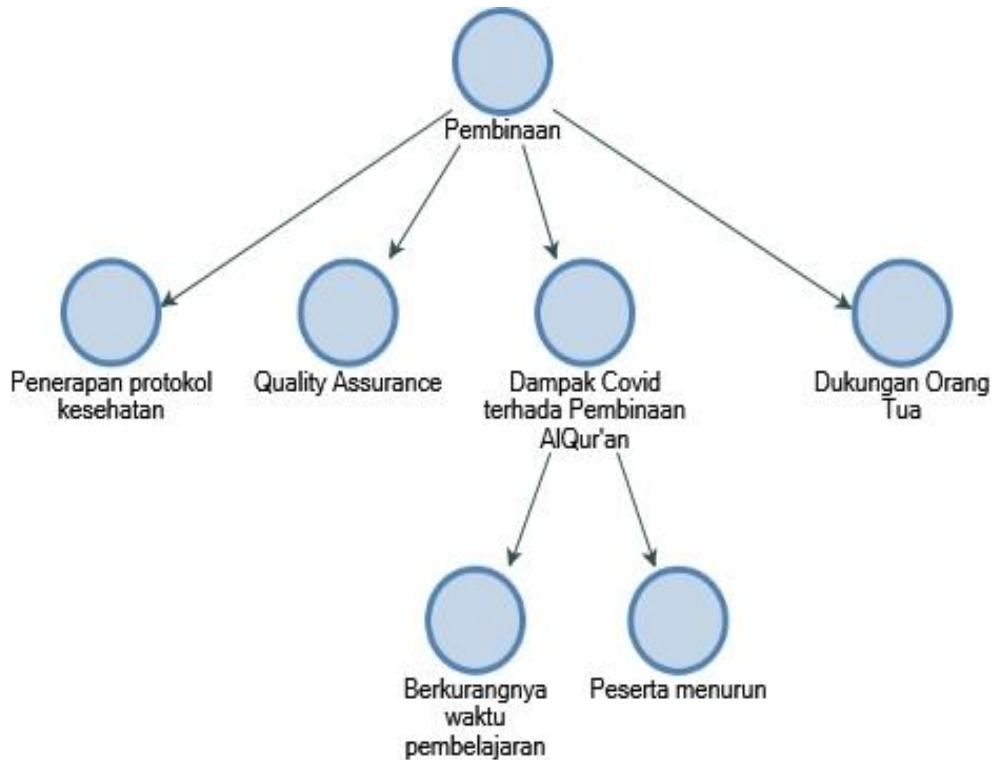 Pembinaan
Penerapan protokol
kesehatan
Quality Assurance
Dampak Covid
terhada Pembinaan
AlQur'an
Dukungan Orang
Tua
Berkurangnya
waktu
pembelajaran
Peserta menurun